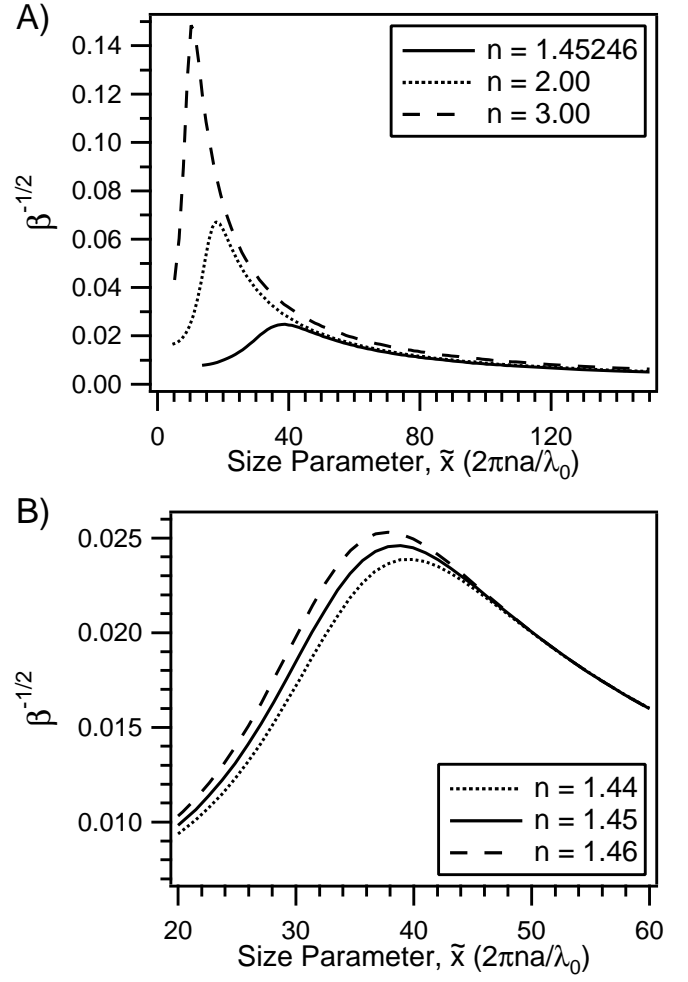 A)
0.14
0.12
0.10
0.08
0.06
0.04
0.02
0.00
β^-1/2
n = 1.45246
n = 2.00
n = 3.00
0 40 80 120
Size Parameter, x̃ (2πna/λ₀)
B)
0.025
0.020
0.015
0.010
β^-1/2
n = 1.44
n = 1.45
n = 1.46
20 30 40 50 60
Size Parameter, x̃ (2πna/λ₀)